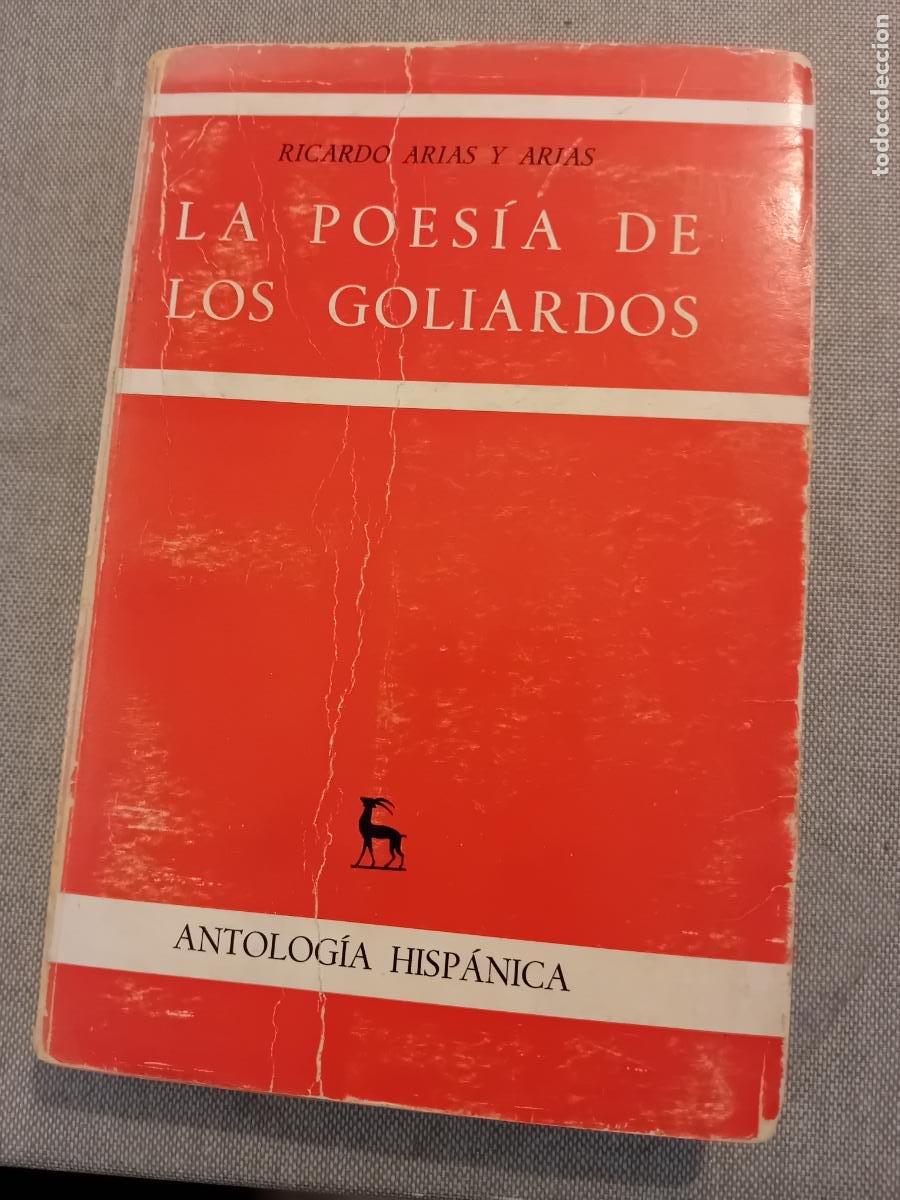 RICARDO ARIAS Y ARIAS
LA POESÍA DE
LOS GOLIARDOS
ANTOLOGÍA HISPÁNICA
todocoleccion